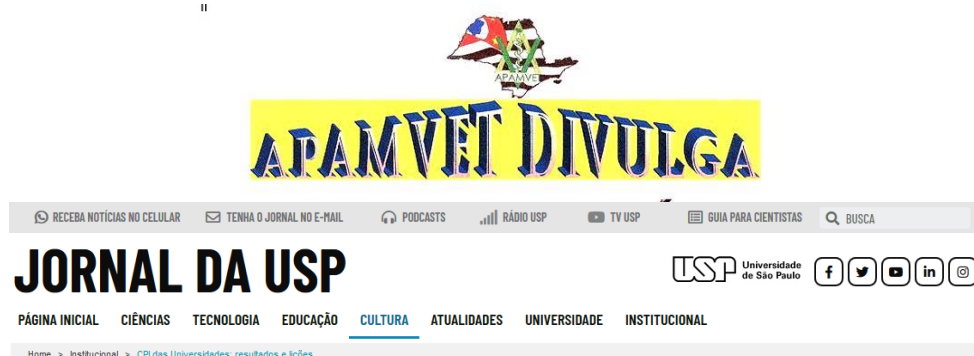 II
APAMVET
APAMVET DIVULGA
RECEBA NOTÍCIAS NO CELULAR TENHA O JORNAL NO E-MAIL PODCASTS RÁDIO USP TV USP GUIA PARA CIENTISTAS BUSCA
JORNAL DA USP
USP Universidade
de São Paulo
PÁGINA INICIAL CIÊNCIAS TECNOLOGIA EDUCAÇÃO CULTURA ATUALIDADES UNIVERSIDADE INSTITUCIONAL
Home > Institucional > CPI das Universidades: resultados e lições